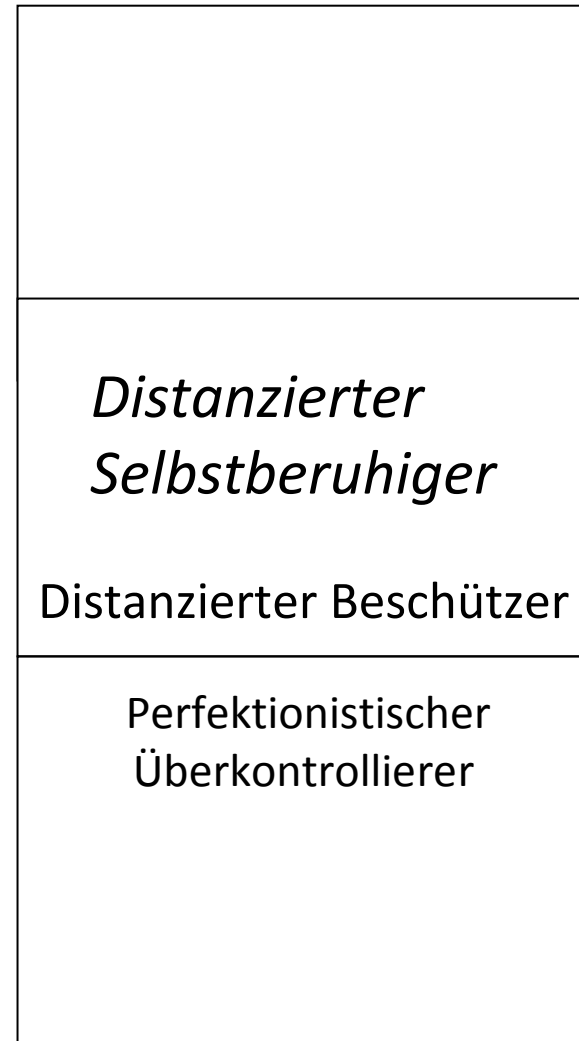 Distanzierter
Selbstberuhiger
Distanzierter Beschützer
Perfektionistischer
Überkontrollierer